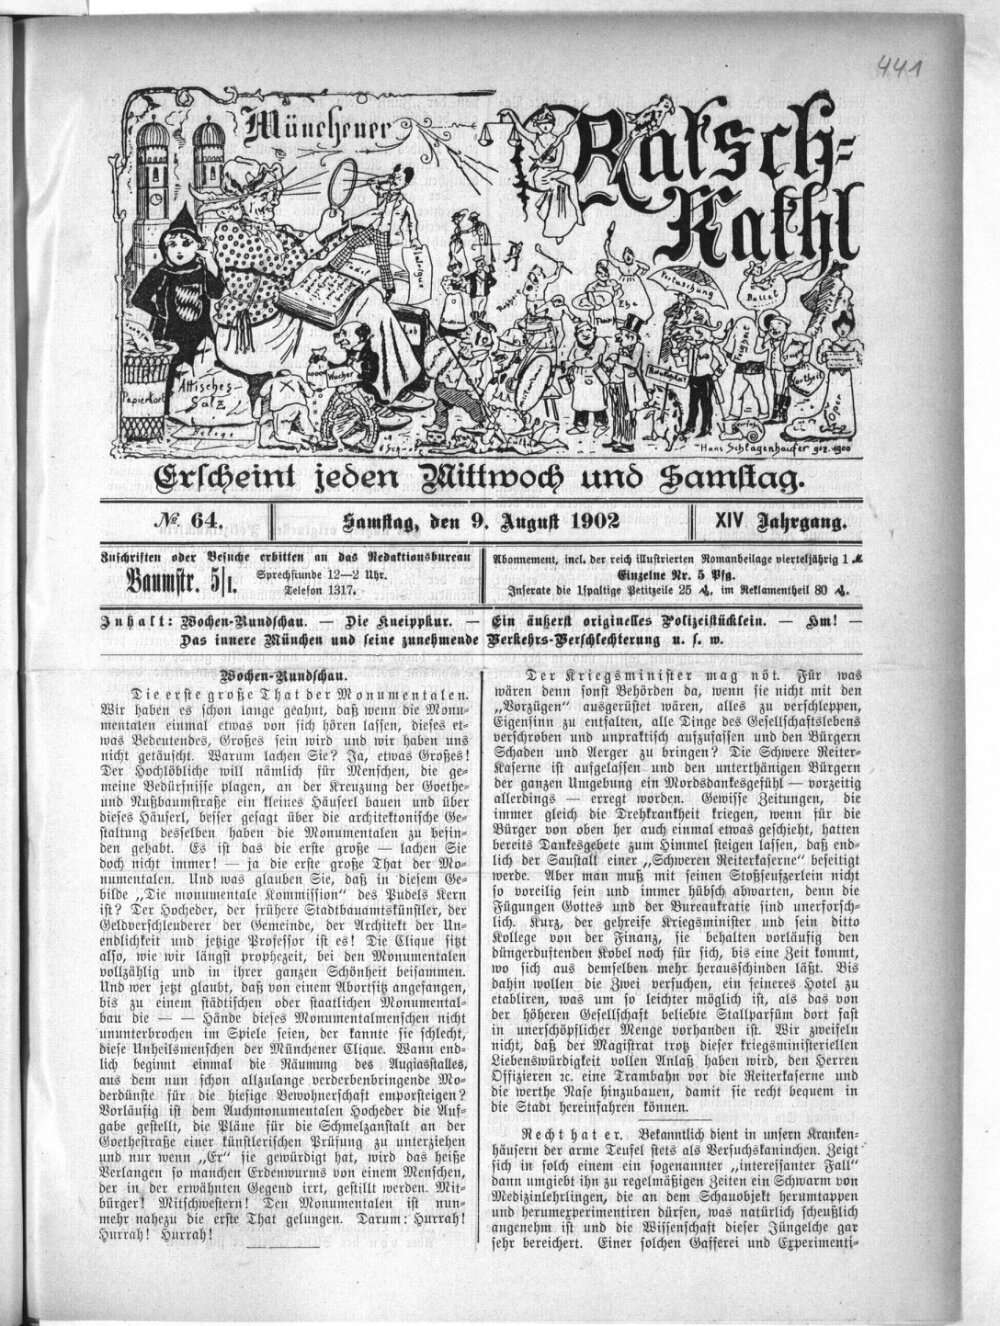 441
Münchener
Ratsch-
Kathl
Intrigue
Ehe
Vertuschung
Ballet
Wucher
Attisches
Salz
Papierkorb
Hans Schlagenhaufer gez. 1900
Erscheint jeden Mittwoch und Samstag.
№ 64.
Samstag, den 9. August 1902
XIV Jahrgang.
Zuschriften oder Besuche erbitten an das Redaktionsbureau
Baumstr. 5/I.
Sprechstunde 12—2 Uhr.
Telefon 1317.
Abonnement, incl. der reich illustrierten Romanbeilage vierteljährig 1 ℳ
Einzelne Nr. 5 Pfg.
Inserate die 1spaltige Petitzeile 25 ₰, im Reklamentheil 80 ₰.
Inhalt: Wochen-Rundschau. — Die Kneippkur. — Ein äußerst originelles Polizeistücklein. — Hm! —
Das innere München und seine zunehmende Verkehrs-Verschlechterung u. s. w.
Wochen-Rundschau.
Die erste große That der Monumentalen.
Wir haben es schon lange geahnt, daß wenn die Monu-
mentalen einmal etwas von sich hören lassen, dieses et-
was Bedeutendes, Großes sein wird und wir haben uns
nicht getäuscht. Warum lachen Sie? Ja, etwas Großes!
Der Hochlöbliche will nämlich für Menschen, die ge-
meine Bedürfnisse plagen, an der Kreuzung der Goethe-
und Nußbaumstraße ein kleines Häuserl bauen und über
dieses Häuserl, besser gesagt über die architektonische Ge-
staltung desselben haben die Monumentalen zu befin-
den gehabt. Es ist das die erste große — lachen Sie
doch nicht immer! — ja die erste große That der Mo-
numentalen. Und was glauben Sie, daß in diesem Ge-
bilde „Die monumentale Kommission" des Pudels Kern
ist? Der Hocheder, der frühere Stadtbauamtskünstler, der
Geldverschleuderer der Gemeinde, der Architekt der Un-
endlichkeit und jetzige Professor ist es! Die Clique sitzt
also, wie wir längst prophezeit, bei den Monumentalen
vollzählig und in ihrer ganzen Schönheit beisammen.
Und wer jetzt glaubt, daß von einem Abortsitz angefangen,
bis zu einem städtischen oder staatlichen Monumental-
bau die — — Hände dieses Monumentalmenschen nicht
ununterbrochen im Spiele seien, der kannte sie schlecht,
diese Unheilsmenschen der Münchener Clique. Wann end-
lich beginnt einmal die Räumung des Augiasstalles,
aus dem nun schon allzulange verderbenbringende Mo-
derdünste für die hiesige Bewohnerschaft emporsteigen?
Vorläufig ist dem Auchmonumentalen Hocheder die Auf-
gabe gestellt, die Pläne für die Schmelzanstalt an der
Goethestraße einer künstlerischen Prüfung zu unterziehen
und nur wenn „Er" sie gewürdigt hat, wird das heiße
Verlangen so manchen Erdenwurms von einem Menschen,
der in der erwähnten Gegend irrt, gestillt werden. Mit-
bürger! Mitschwestern! Den Monumentalen ist nun-
mehr nahezu die erste That gelungen. Darum: Hurrah!
Hurrah! Hurrah!
Der Kriegsminister mag nöt. Für was
wären denn sonst Behörden da, wenn sie nicht mit den
„Vorzügen" ausgerüstet wären, alles zu verschleppen,
Eigensinn zu entfalten, alle Dinge des Gesellschaftslebens
verschroben und unpraktisch aufzufassen und den Bürgern
Schaden und Aerger zu bringen? Die Schwere Reiter-
Kaserne ist aufgelassen und den unterthänigen Bürgern
der ganzen Umgebung ein Mordsdankesgefühl — vorzeitig
allerdings — erregt worden. Gewisse Zeitungen, die
immer gleich die Drehkrankheit kriegen, wenn für die
Bürger von oben her auch einmal etwas geschieht, hatten
bereits Dankesgebete zum Himmel steigen lassen, daß end-
lich der Saustall einer „Schweren Reiterkaserne" beseitigt
werde. Aber man muß mit seinen Stoßseufzerlein nicht
so voreilig sein und immer hübsch abwarten, denn die
Fügungen Gottes und der Bureaukratie sind unerforsch-
lich. Kurz, der gehreise Kriegsminister und sein ditto
Kollege von der Finanz, sie behalten vorläufig den
düngerduftenden Kobel noch für sich, bis eine Zeit kommt,
wo sich aus demselben mehr herausschinden läßt. Bis
dahin wollen die Zwei versuchen, ein feineres Hotel zu
etabliren, was um so leichter möglich ist, als das von
der höheren Gesellschaft beliebte Stallparfüm dort fast
in unerschöpflicher Menge vorhanden ist. Wir zweifeln
nicht, daß der Magistrat trotz dieser kriegsministeriellen
Liebenswürdigkeit vollen Anlaß haben wird, den Herren
Offizieren ꝛc. eine Trambahn vor die Reiterkaserne und
die werthe Nase hinzubauen, damit sie recht bequem in
die Stadt hereinfahren können.
Recht hat er. Bekanntlich dient in unsern Kranken-
häusern der arme Teufel stets als Versuchskaninchen. Zeigt
sich in solch einem ein sogenannter „interessanter Fall"
dann umgiebt ihn zu regelmäßigen Zeiten ein Schwarm von
Medizinlehrlingen, die an dem Schauobjekt herumtappen
und herumexperimentiren dürfen, was natürlich scheußlich
angenehm ist und die Wissenschaft dieser Jüngelche gar
sehr bereichert. Einer solchen Gafferei und Experimenti-